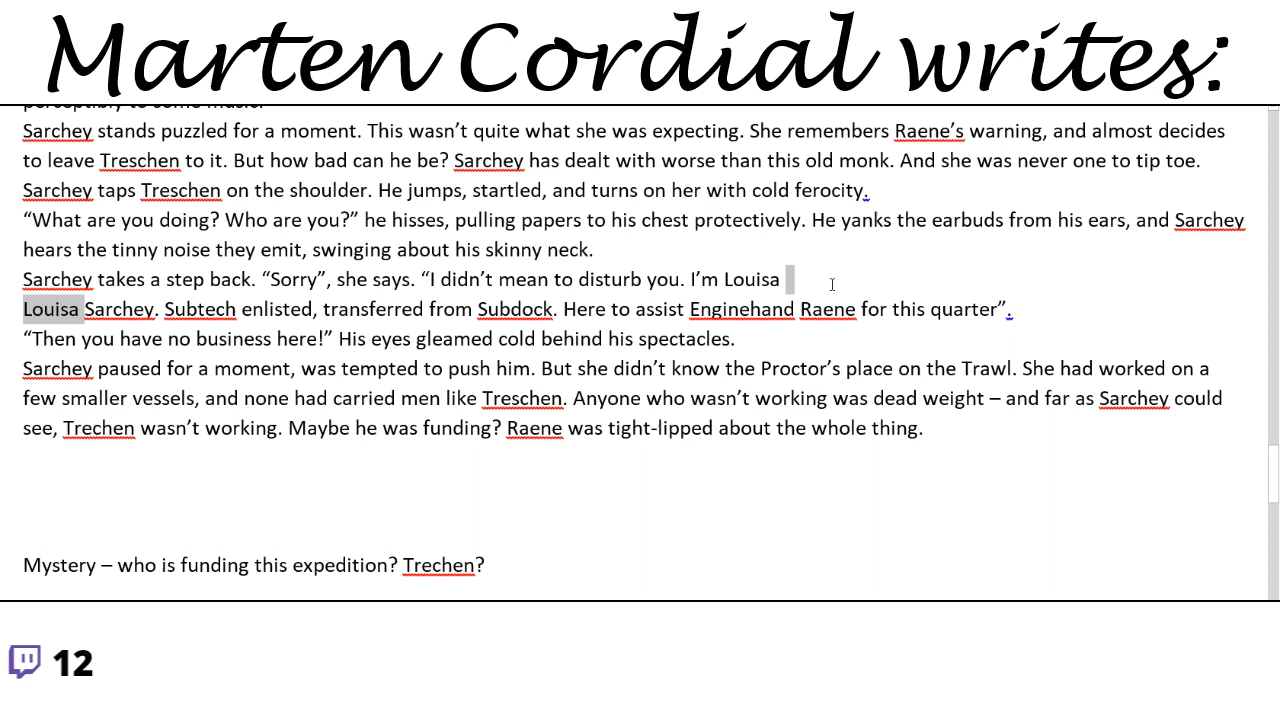 Marten Cordial writes:
perceptibly to some music.
Sarchey stands puzzled for a moment. This wasn’t quite what she was expecting. She remembers Raene’s warning, and almost decides
to leave Treschen to it. But how bad can he be? Sarchey has dealt with worse than this old monk. And she was never one to tip toe.
Sarchey taps Treschen on the shoulder. He jumps, startled, and turns on her with cold ferocity.
“What are you doing? Who are you?” he hisses, pulling papers to his chest protectively. He yanks the earbuds from his ears, and Sarchey
hears the tinny noise they emit, swinging about his skinny neck.
Sarchey takes a step back. “Sorry”, she says. “I didn’t mean to disturb you. I’m Louisa
Louisa Sarchey. Subtech enlisted, transferred from Subdock. Here to assist Enginehand Raene for this quarter”.
“Then you have no business here!” His eyes gleamed cold behind his spectacles.
Sarchey paused for a moment, was tempted to push him. But she didn’t know the Proctor’s place on the Trawl. She had worked on a
few smaller vessels, and none had carried men like Treschen. Anyone who wasn’t working was dead weight – and far as Sarchey could
see, Trechen wasn’t working. Maybe he was funding? Raene was tight-lipped about the whole thing.
Mystery – who is funding this expedition? Trechen?
12